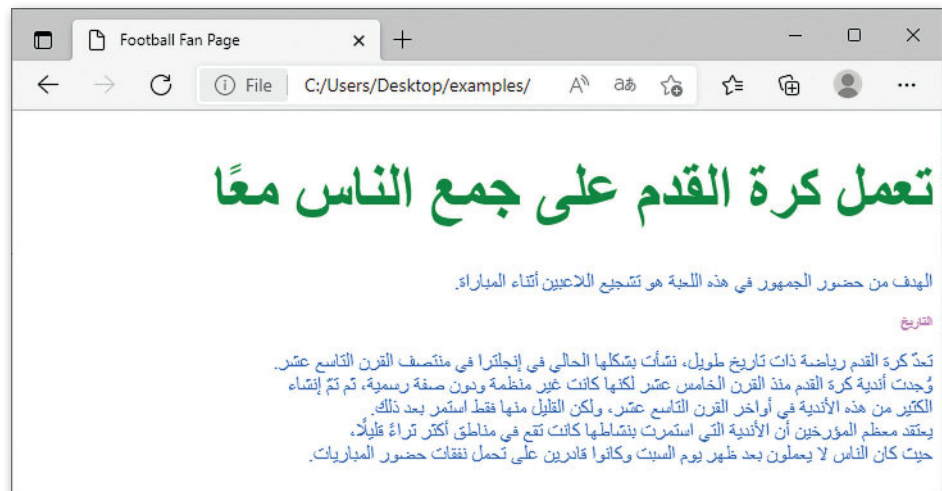 Football Fan Page
File C:/Users/Desktop/examples/
تعمل كرة القدم على جمع الناس معًا
الهدف من حضور الجمهور في هذه اللعبة هو تشجيع اللاعبين أثناء المباراة.
التاريخ
تعدّ كرة القدم رياضة ذات تاريخ طويل، نشأت بشكلها الحالي في إنجلترا في منتصف القرن التاسع عشر.
وُجدت أندية كرة القدم منذ القرن الخامس عشر لكنها كانت غير منظمة ودون صفة رسمية، ثم تمّ إنشاء
الكثير من هذه الأندية في أواخر القرن التاسع عشر، ولكن القليل منها فقط استمر بعد ذلك.
يعتقد معظم المؤرخين أن الأندية التي استمرت بنشاطها كانت تقع في مناطق أكثر ثراءً قليلًا،
حيث كان الناس لا يعملون بعد ظهر يوم السبت وكانوا قادرين على تحمل نفقات حضور المباريات.